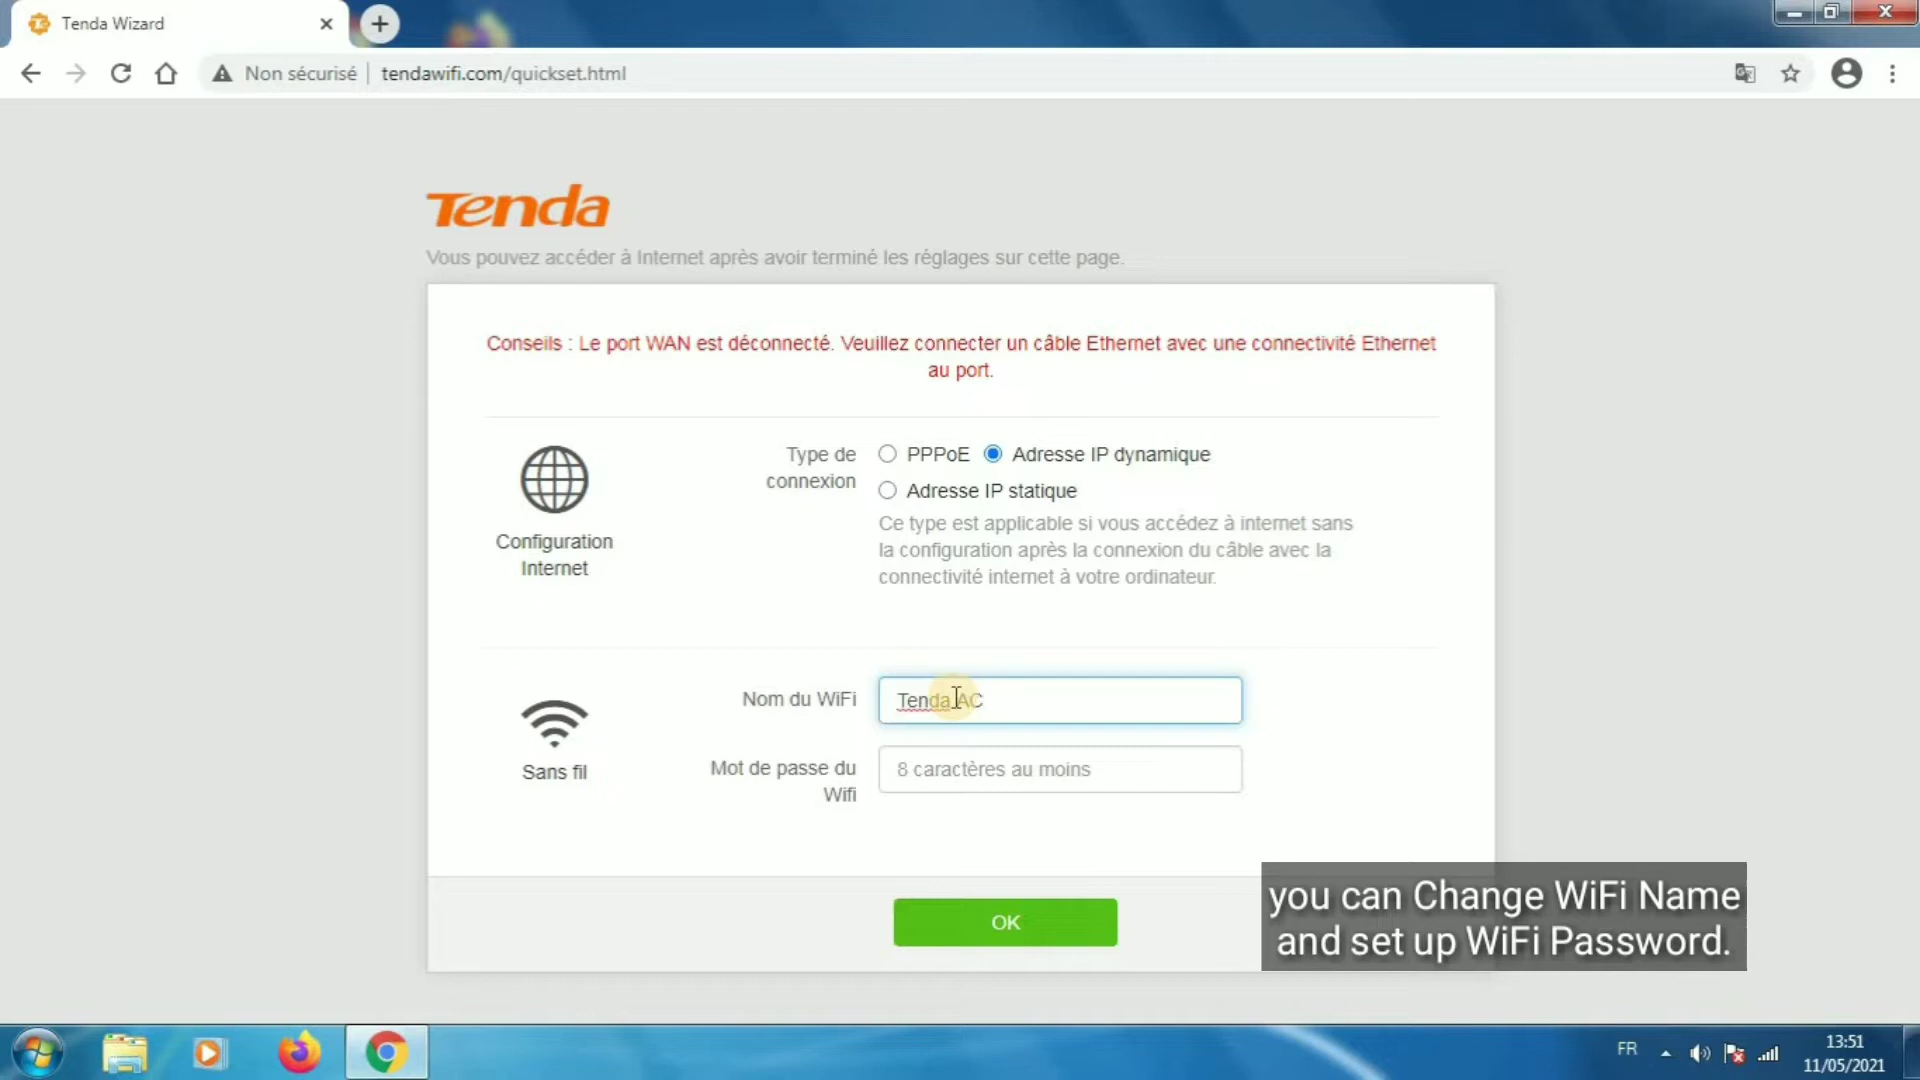 Tenda Wizard
Non sécurisé
tendawifi.com/quickset.html
Tenda
Vous pouvez accéder à Internet après avoir terminé les réglages sur cette page.
Conseils : Le port WAN est déconnecté. Veuillez connecter un câble Ethernet avec une connectivité Ethernet
au port.
Configuration
Internet
Type de
connexion
PPPoE
Adresse IP dynamique
Adresse IP statique
Ce type est applicable si vous accédez à internet sans
la configuration après la connexion du câble avec la
connectivité internet à votre ordinateur.
Sans fil
Nom du WiFi
Tenda AC
Mot de passe du
Wifi
8 caractères au moins
OK
you can Change WiFi Name
and set up WiFi Password.
FR
13:51
11/05/2021